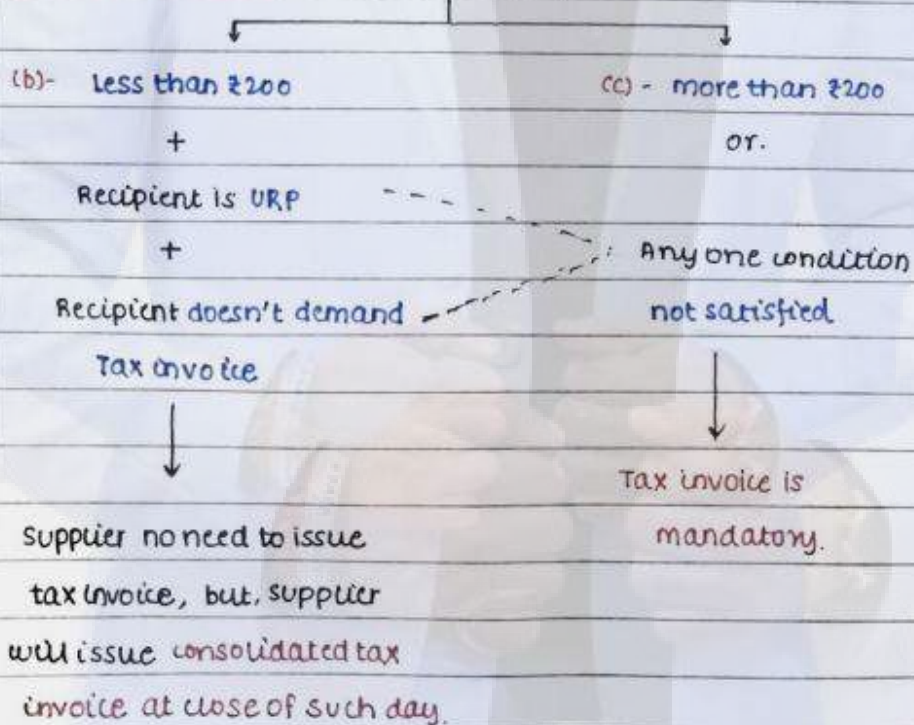 (b)- Less than ₹200
+
Recipient is URP
+
Recipient doesn't demand
Tax invoice
Supplier no need to issue
tax invoice, but, supplier
will issue consolidated tax
invoice at close of such day.
(c) - more than ₹200
or.
Any one condition
not satisfied
Tax invoice is
mandatory.